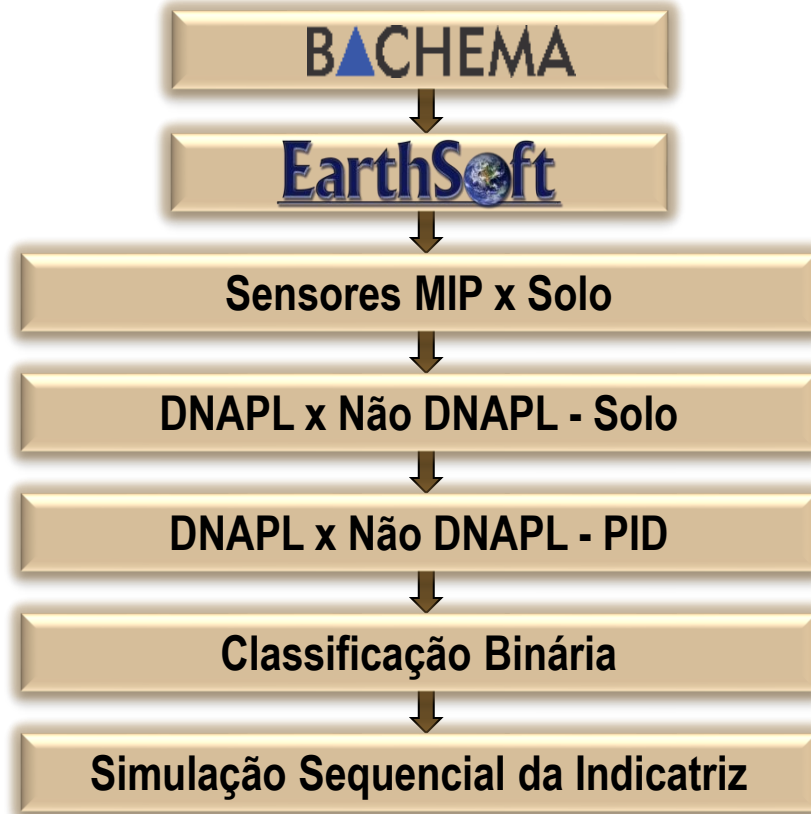 BACHEMA
EarthSoft
Sensores MIP x Solo
DNAPL x Não DNAPL - Solo
DNAPL x Não DNAPL - PID
Classificação Binária
Simulação Sequencial da Indicatriz